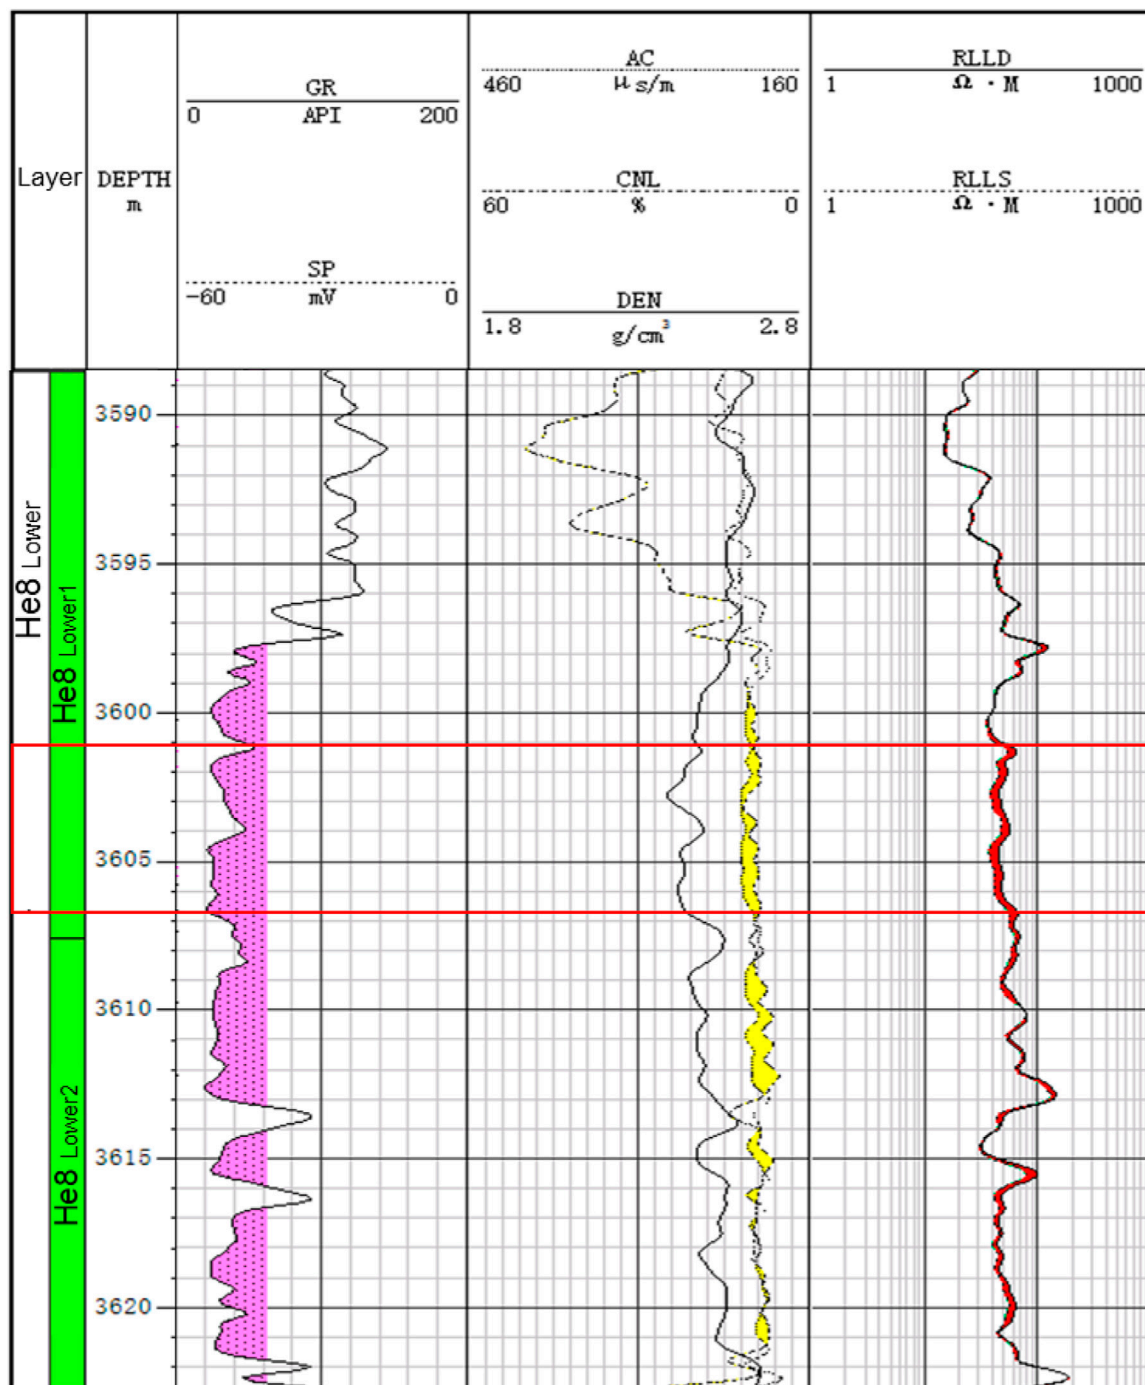 Layer
DEPTH
m
GR
0 API 200
SP
-60 mV 0
AC
460 μs/m 160
CNL
60 % 0
DEN
1.8 g/cm³ 2.8
RLLD
1 Ω · M 1000
RLLS
1 Ω · M 1000
He8 Lower
He8 Lower1
He8 Lower2
3590
3595
3600
3605
3610
3615
3620